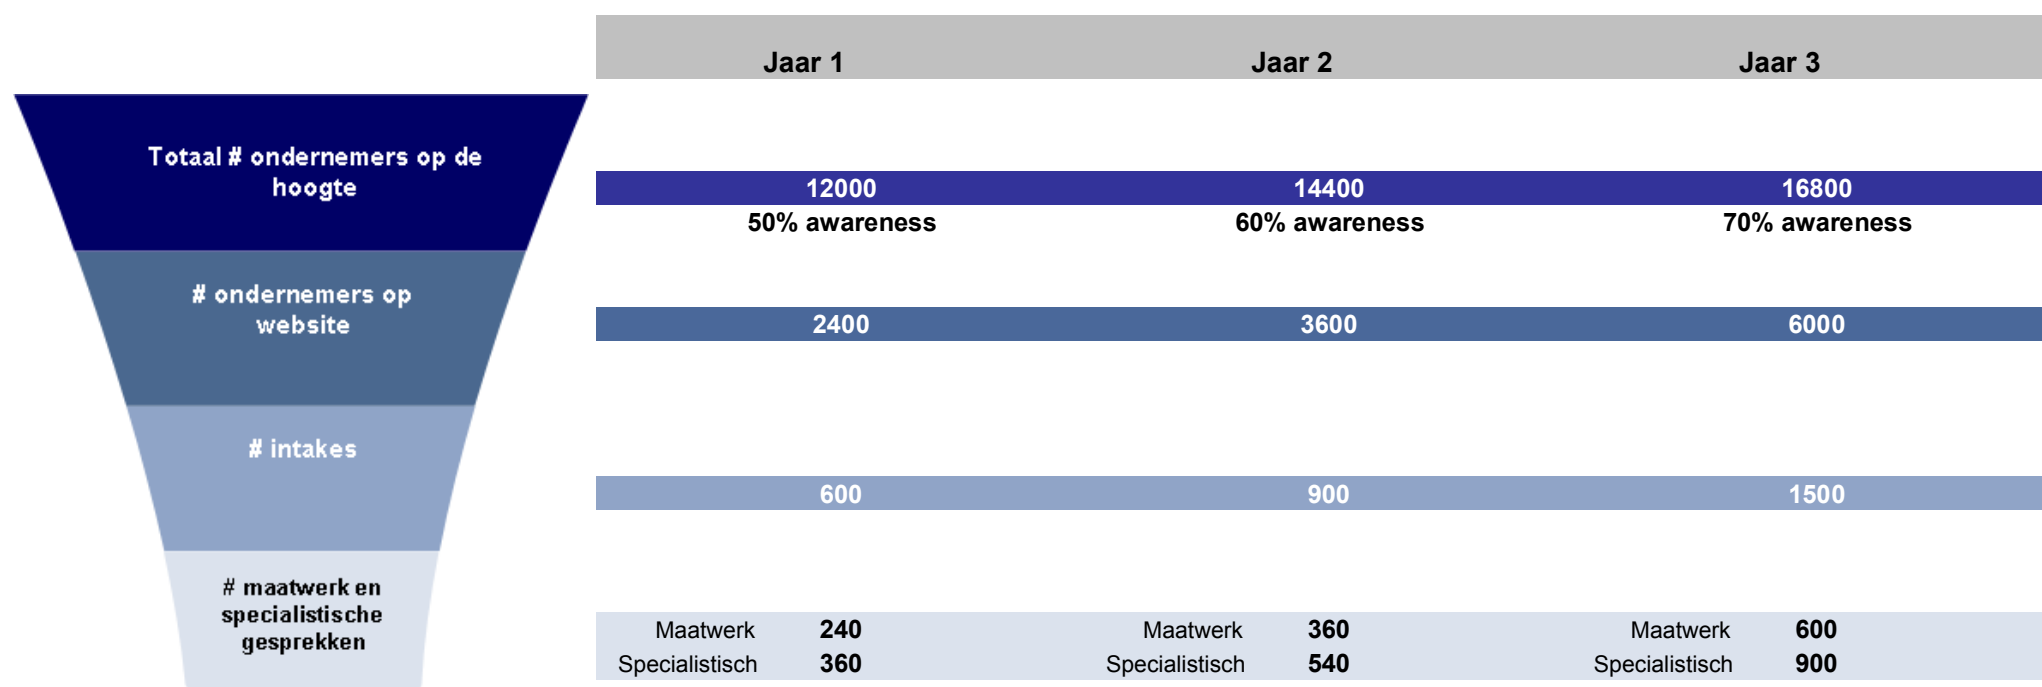 Jaar 1 Jaar 2 Jaar 3
Totaal # ondernemers op de
hoogte
12000 14400 16800
50% awareness 60% awareness 70% awareness
# ondernemers op
website
2400 3600 6000
# intakes
600 900 1500
# maatwerk en
specialistische
gesprekken
Maatwerk 240 Maatwerk 360 Maatwerk 600
Specialistisch 360 Specialistisch 540 Specialistisch 900